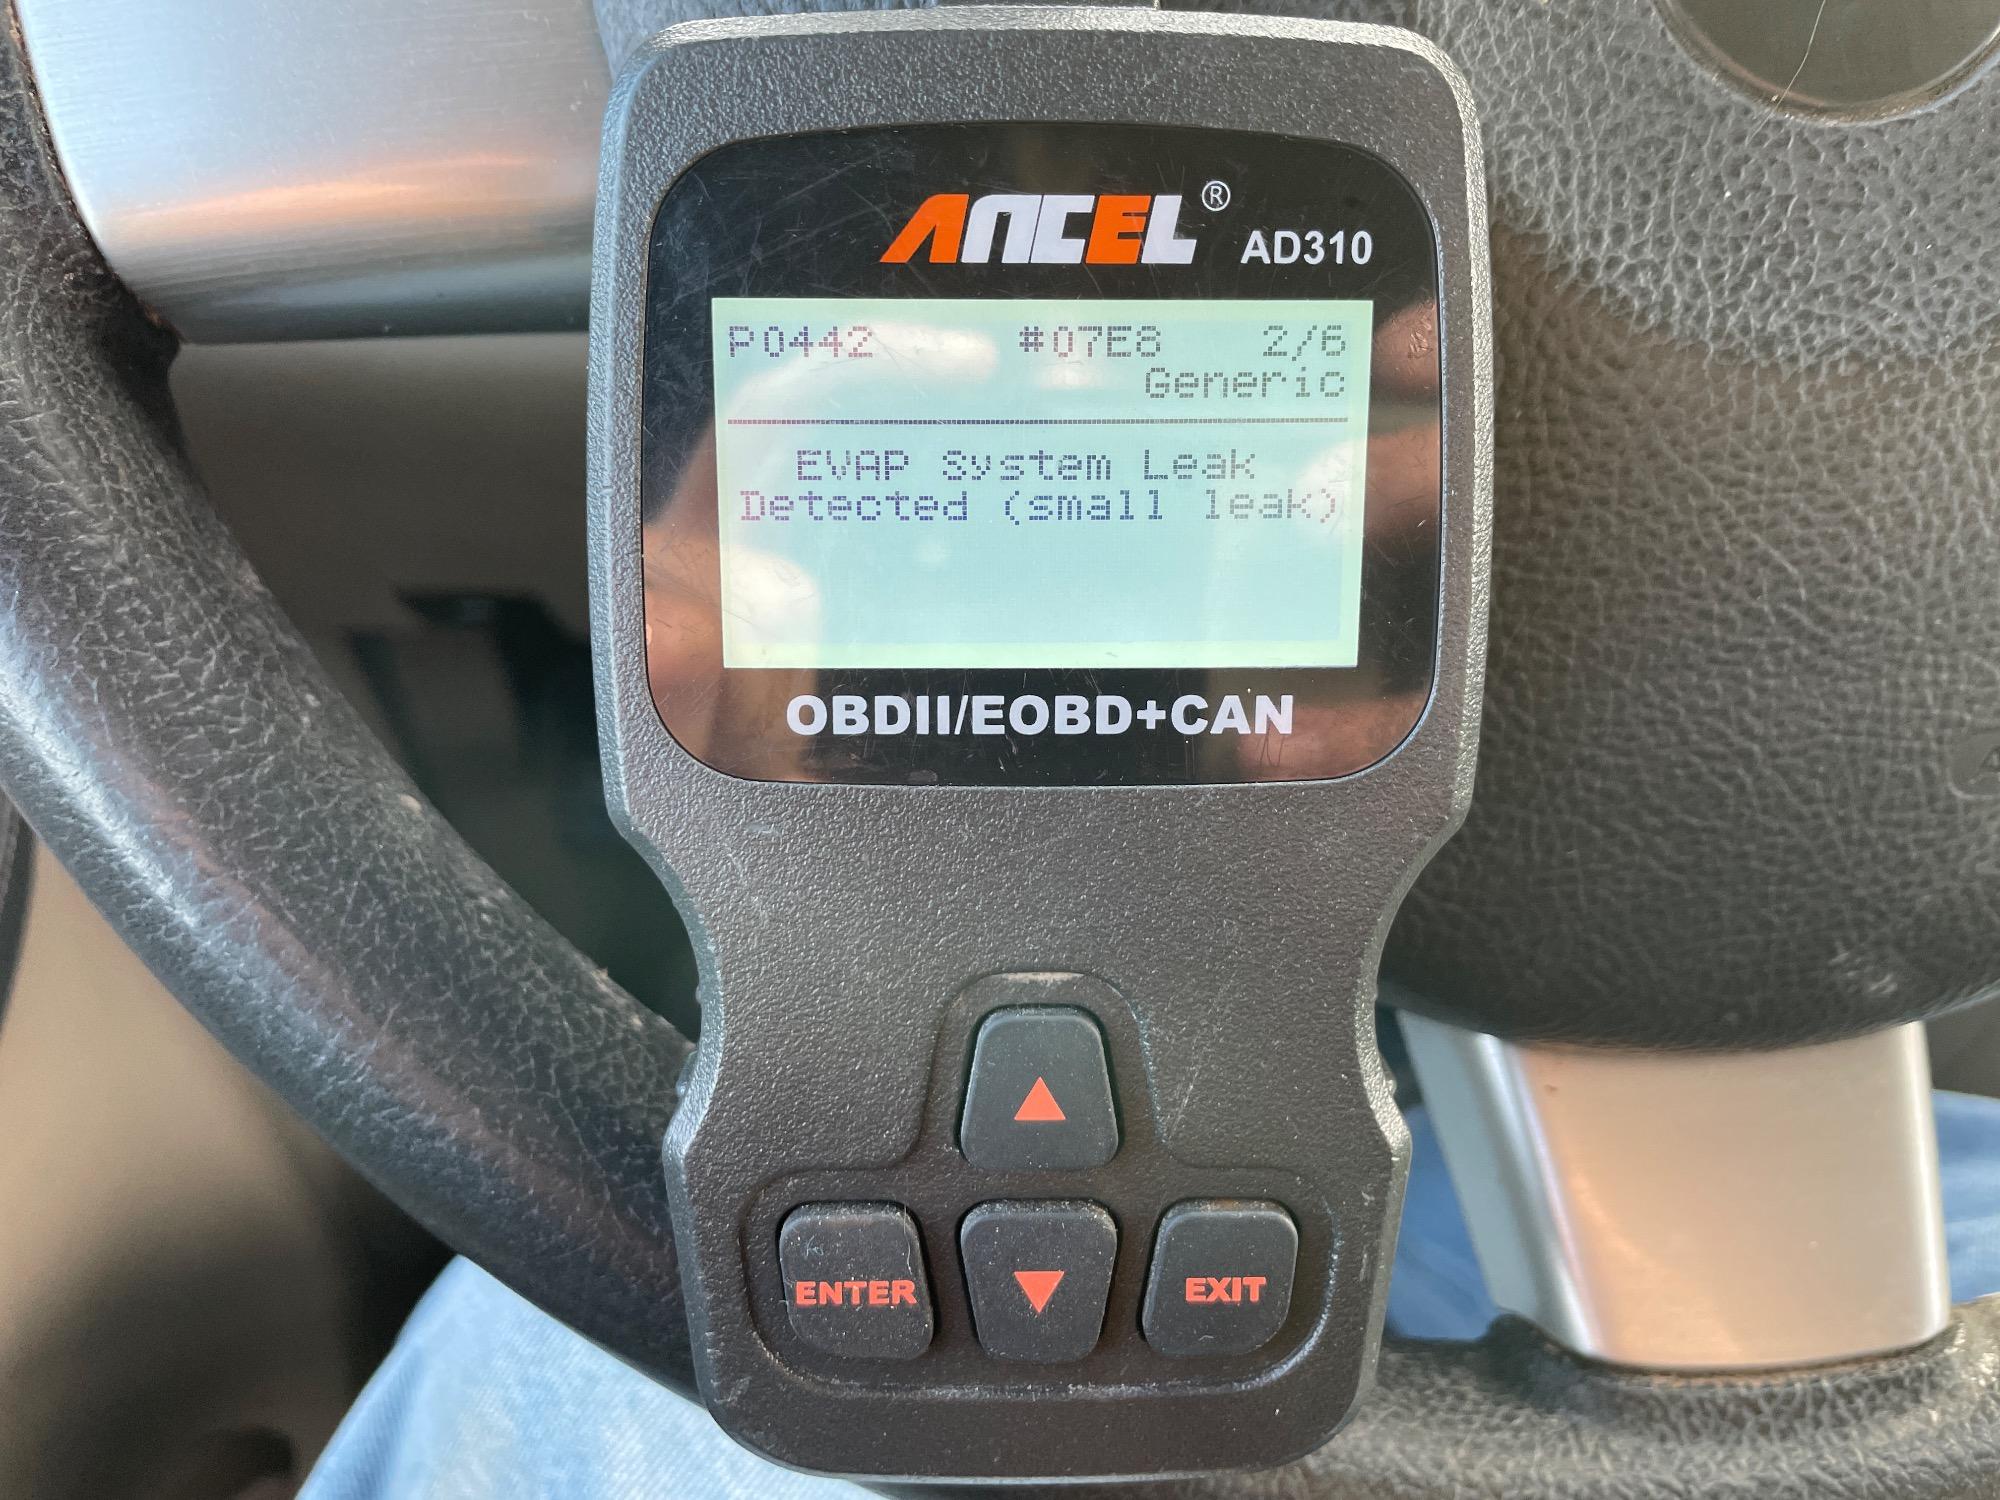 ANCEL® AD310
P0442 #07E8 2/6
Generic
EVAP System Leak
Detected (small leak)
OBDII/EOBD+CAN
ENTER EXIT